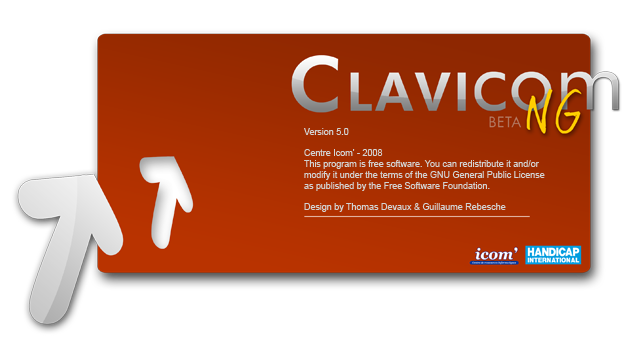 CLAVICOM
BETA NG
Version 5.0
Centre Icom' - 2008
This program is free software. You can redistribute it and/or
modify it under the terms of the GNU General Public License
as published by the Free Software Foundation.
Design by Thomas Devaux & Guillaume Rebesche
icom'
HANDICAP
INTERNATIONAL